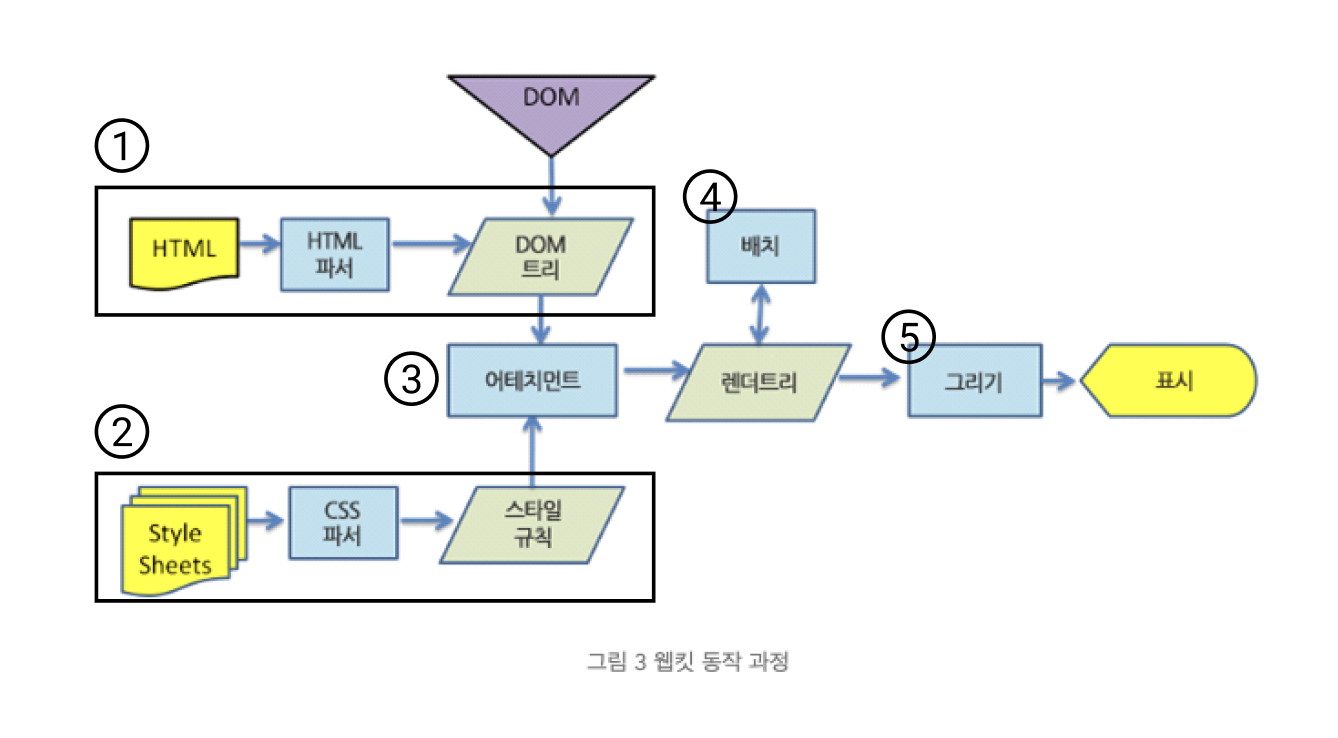 DOM
①
HTML
HTML
파서
DOM
트리
④
배치
③
어테치먼트
렌더트리
⑤
그리기
표시
②
Style
Sheets
CSS
파서
스타일
규칙
그림 3 웹킷 동작 과정